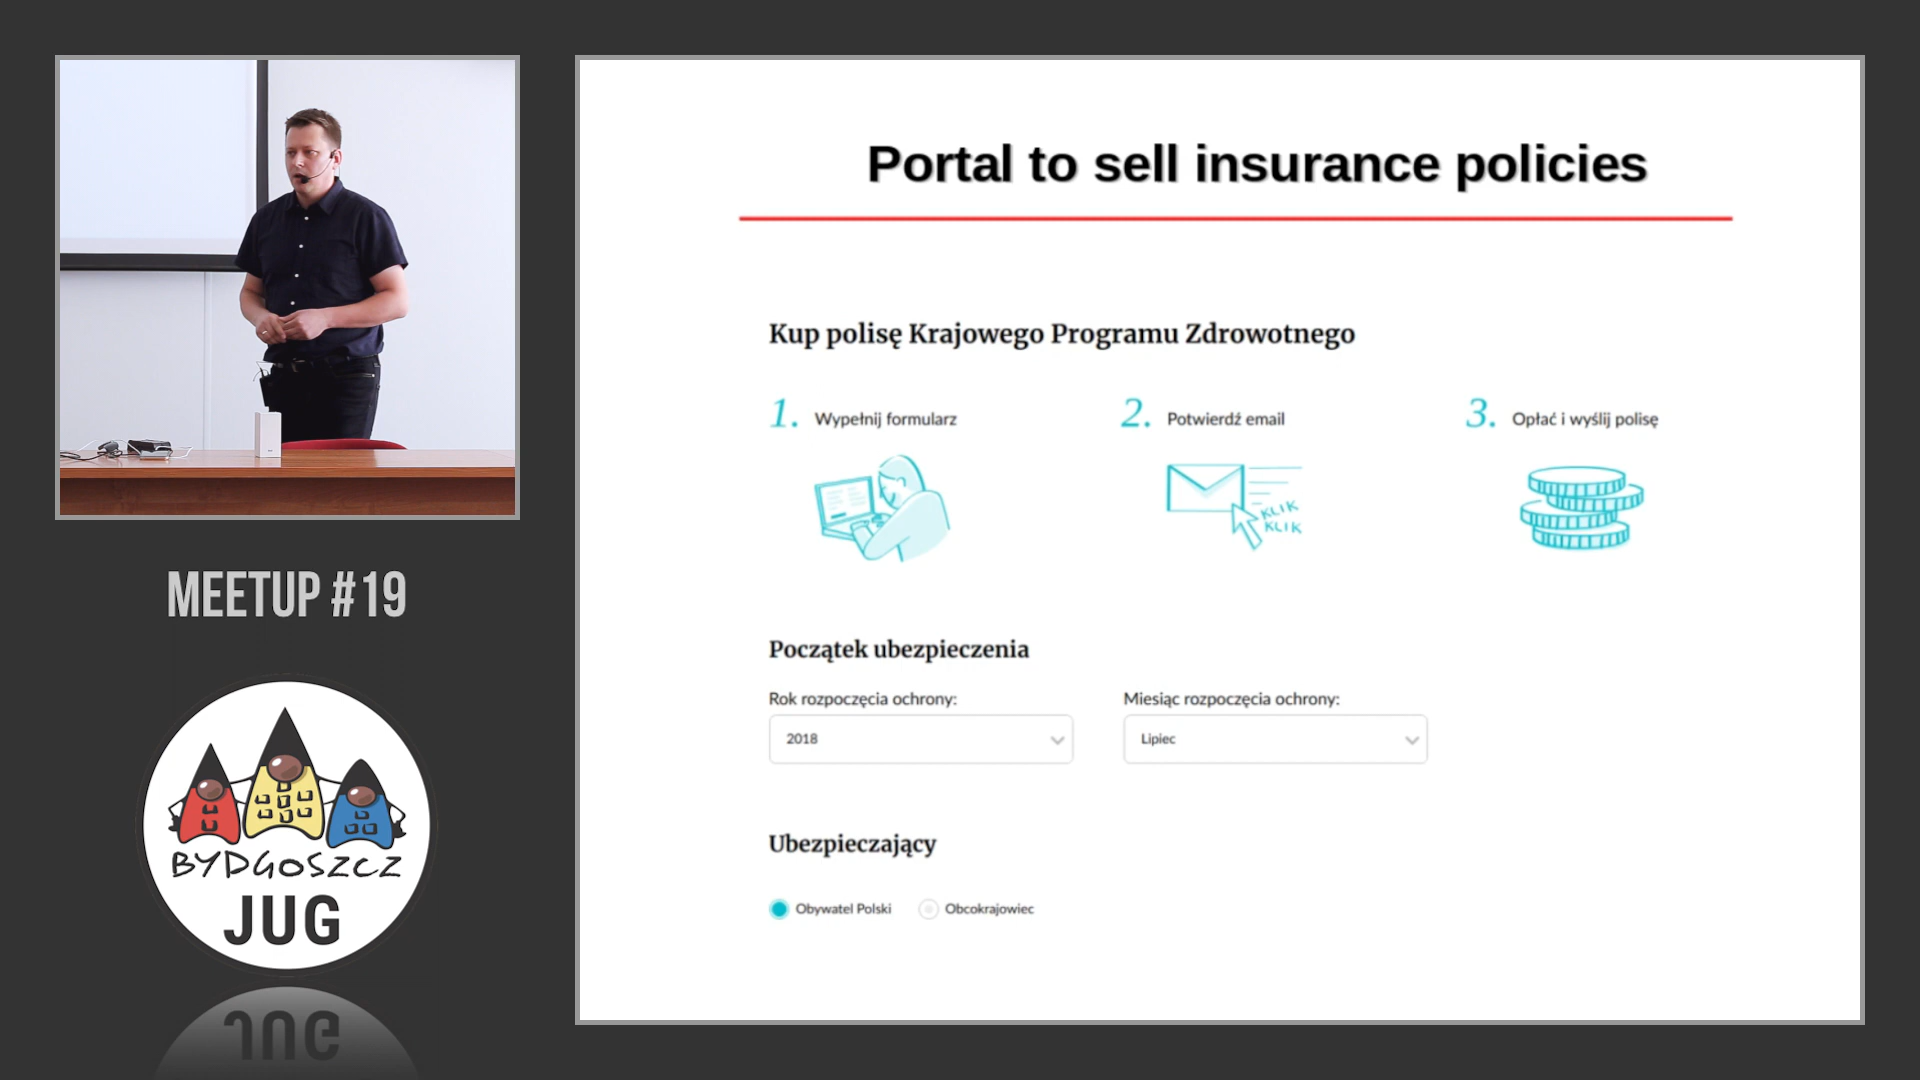 MEETUP #19
BYDGOSZCZ
JUG
Portal to sell insurance policies
Kup polisę Krajowego Programu Zdrowotnego
1. Wypełnij formularz
2. Potwierdź email
3. Opłać i wyślij polisę
KLIK
KLIK
Początek ubezpieczenia
Rok rozpoczęcia ochrony:
Miesiąc rozpoczęcia ochrony:
2018
Lipiec
Ubezpieczający
Obywatel Polski
Obcokrajowiec